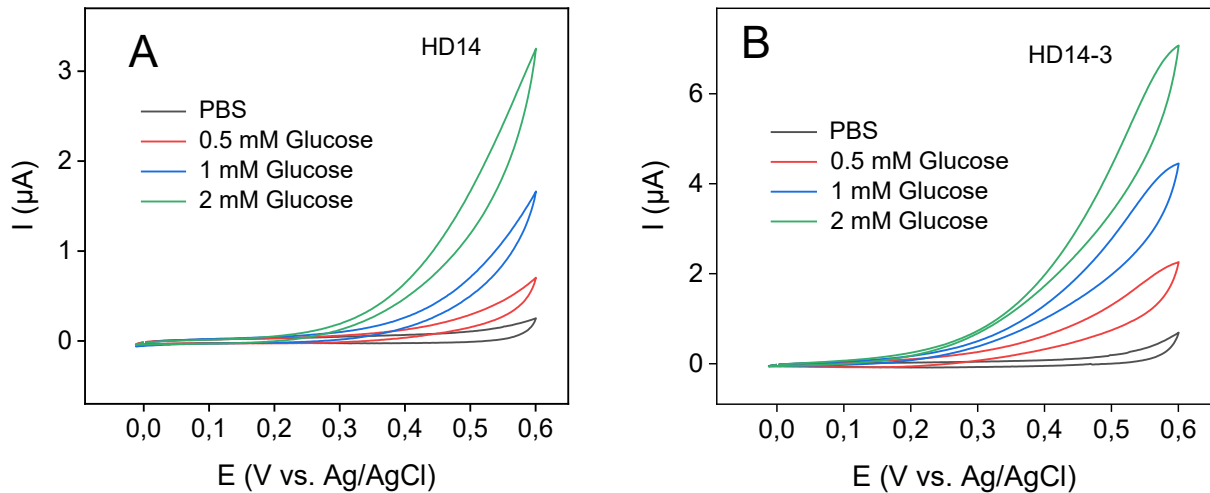 A
HD14
PBS
0.5 mM Glucose
1 mM Glucose
2 mM Glucose
I (µA)
3
2
1
0
0,0 0,1 0,2 0,3 0,4 0,5 0,6
E (V vs. Ag/AgCl)
B
HD14-3
PBS
0.5 mM Glucose
1 mM Glucose
2 mM Glucose
I (µA)
6
4
2
0
0,0 0,1 0,2 0,3 0,4 0,5 0,6
E (V vs. Ag/AgCl)